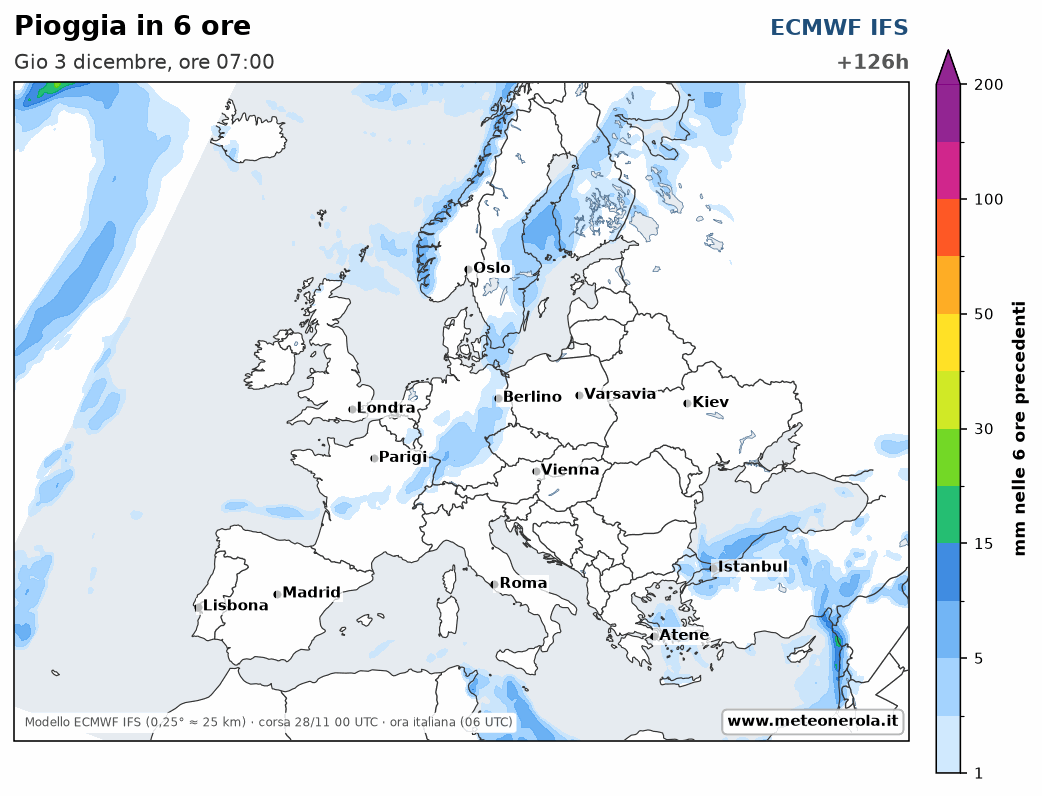 Pioggia in 6 ore
ECMWF IFS
Gio 3 dicembre, ore 07:00
+126h
200
100
50
30
15
5
1
mm nelle 6 ore precedenti
Oslo
Berlino
Varsavia
Kiev
Londra
Parigi
Vienna
Istanbul
Roma
Madrid
Lisbona
Atene
Modello ECMWF IFS (0,25° ≈ 25 km) · corsa 28/11 00 UTC · ora italiana (06 UTC)
www.meteonerola.it